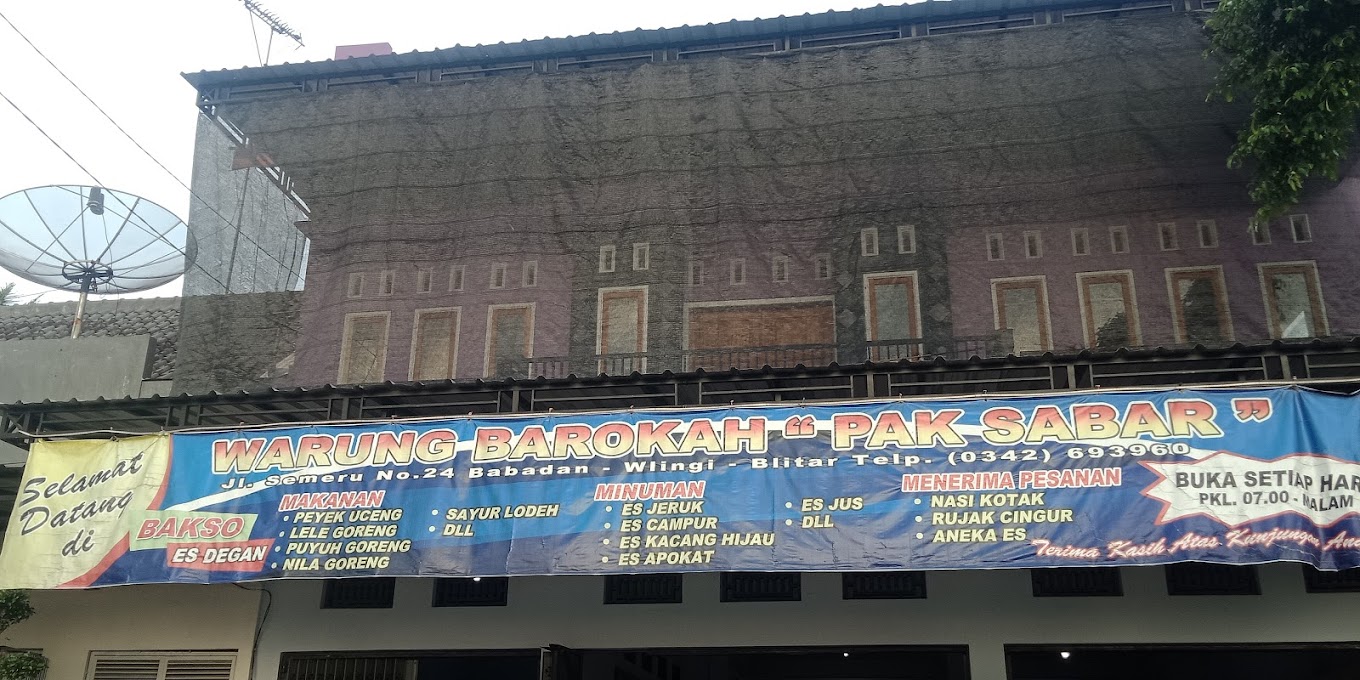 Selamat
Datang
di
WARUNG BAROKAH “ PAK SABAR ”
Jl. Semeru No.24 Babadan - Wlingi - Blitar Telp. (0342) 693960
BAKSO
ES DEGAN
MAKANAN
• PEYEK UCENG
• LELE GORENG
• PUYUH GORENG
• NILA GORENG
• SAYUR LODEH
• DLL
MINUMAN
• ES JERUK
• ES CAMPUR
• ES KACANG HIJAU
• ES APOKAT
• ES JUS
• DLL
MENERIMA PESANAN
• NASI KOTAK
• RUJAK CINGUR
• ANEKA ES
BUKA SETIAP HAR
PKL. 07.00 - MALAM
Terima Kasih Atas Kunjungan Ane